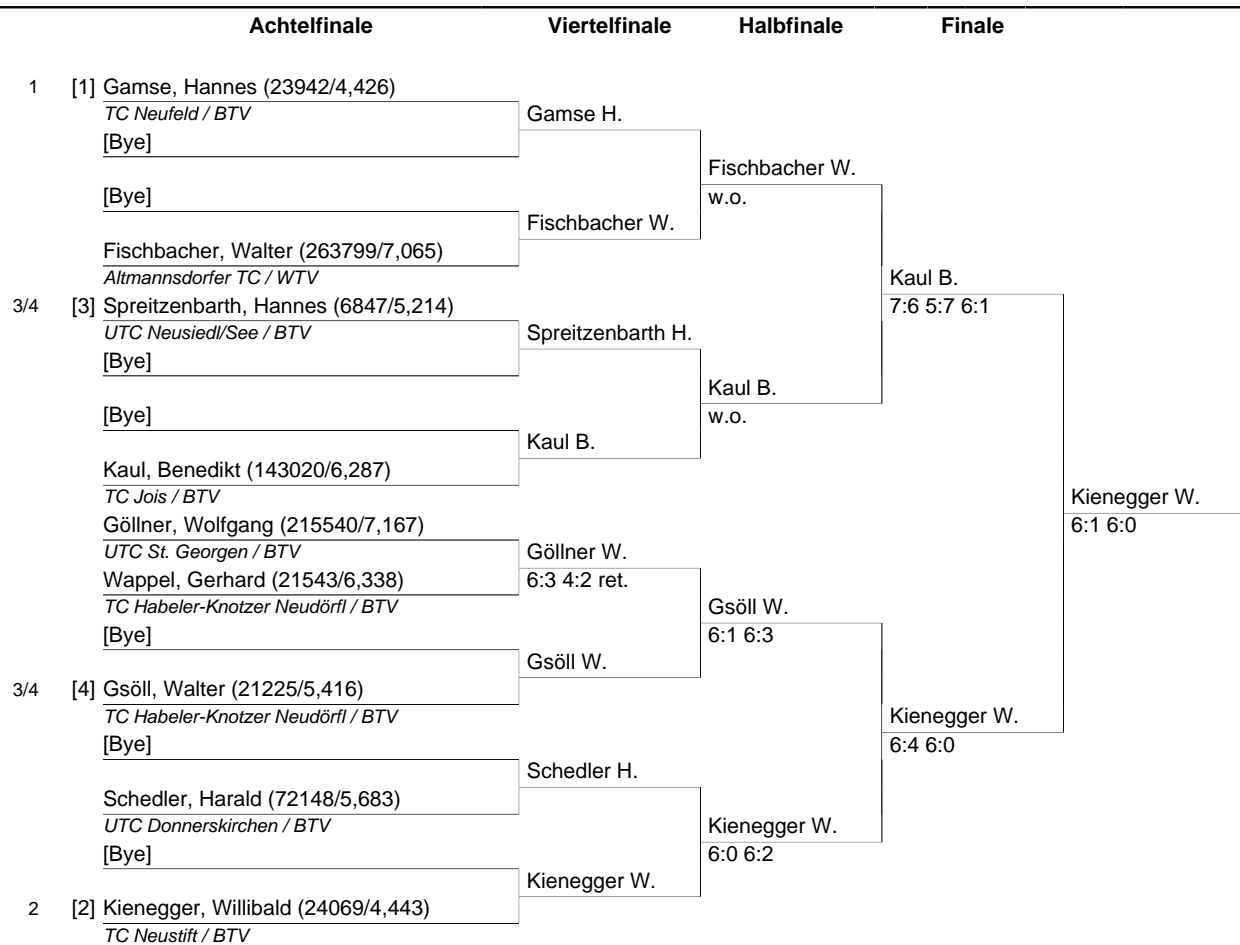 Achtelfinale Viertelfinale Halbfinale Finale
1 [1] Gamse, Hannes (23942/4,426)
TC Neufeld / BTV
Gamse H.
[Bye]
Fischbacher W.
[Bye]
w.o.
Fischbacher W.
Fischbacher, Walter (263799/7,065)
Altmannsdorfer TC / WTV
Kaul B.
3/4 [3] Spreitzenbarth, Hannes (6847/5,214)
7:6 5:7 6:1
UTC Neusiedl/See / BTV
Spreitzenbarth H.
[Bye]
Kaul B.
[Bye]
w.o.
Kaul B.
Kaul, Benedikt (143020/6,287)
TC Jois / BTV
Kienegger W.
Göllner, Wolfgang (215540/7,167)
6:1 6:0
UTC St. Georgen / BTV
Göllner W.
Wappel, Gerhard (21543/6,338)
6:3 4:2 ret.
TC Habeler-Knotzer Neudörfl / BTV
Gsöll W.
[Bye]
6:1 6:3
Gsöll W.
3/4 [4] Gsöll, Walter (21225/5,416)
TC Habeler-Knotzer Neudörfl / BTV
Kienegger W.
[Bye]
6:4 6:0
Schedler H.
Schedler, Harald (72148/5,683)
UTC Donnerskirchen / BTV
Kienegger W.
[Bye]
6:0 6:2
Kienegger W.
2 [2] Kienegger, Willibald (24069/4,443)
TC Neustift / BTV